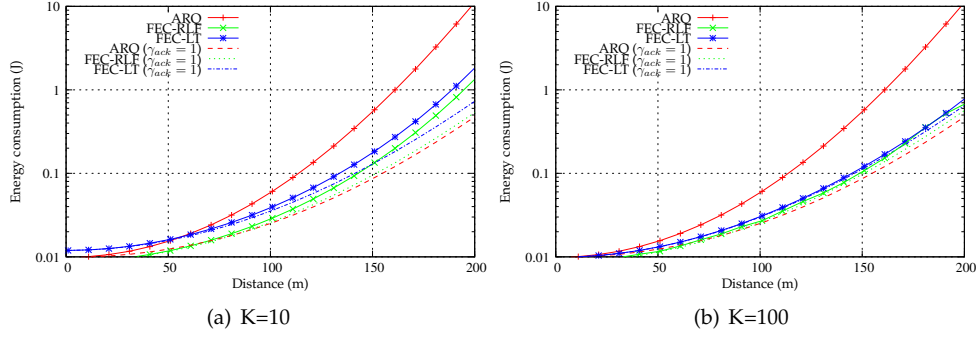 10
1
0.1
0.01
0
50
100
150
200
Energy consumption (J)
Distance (m)
ARQ
FEC-RLF
FEC-LT
ARQ (γack = 1)
FEC-RLF (γack = 1)
FEC-LT (γack = 1)
(a) K=10
10
1
0.1
0.01
0
50
100
150
200
Energy consumption (J)
Distance (m)
ARQ
FEC-RLF
FEC-LT
ARQ (γack = 1)
FEC-RLF (γack = 1)
FEC-LT (γack = 1)
(b) K=100